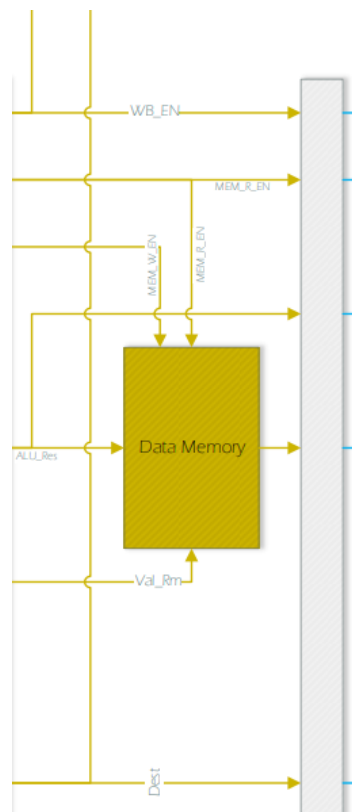 WB_EN
MEM_R_EN
MEM_W_EN
MEM_R_EN
Data Memory
ALU_Res
Val_Rm
Dest